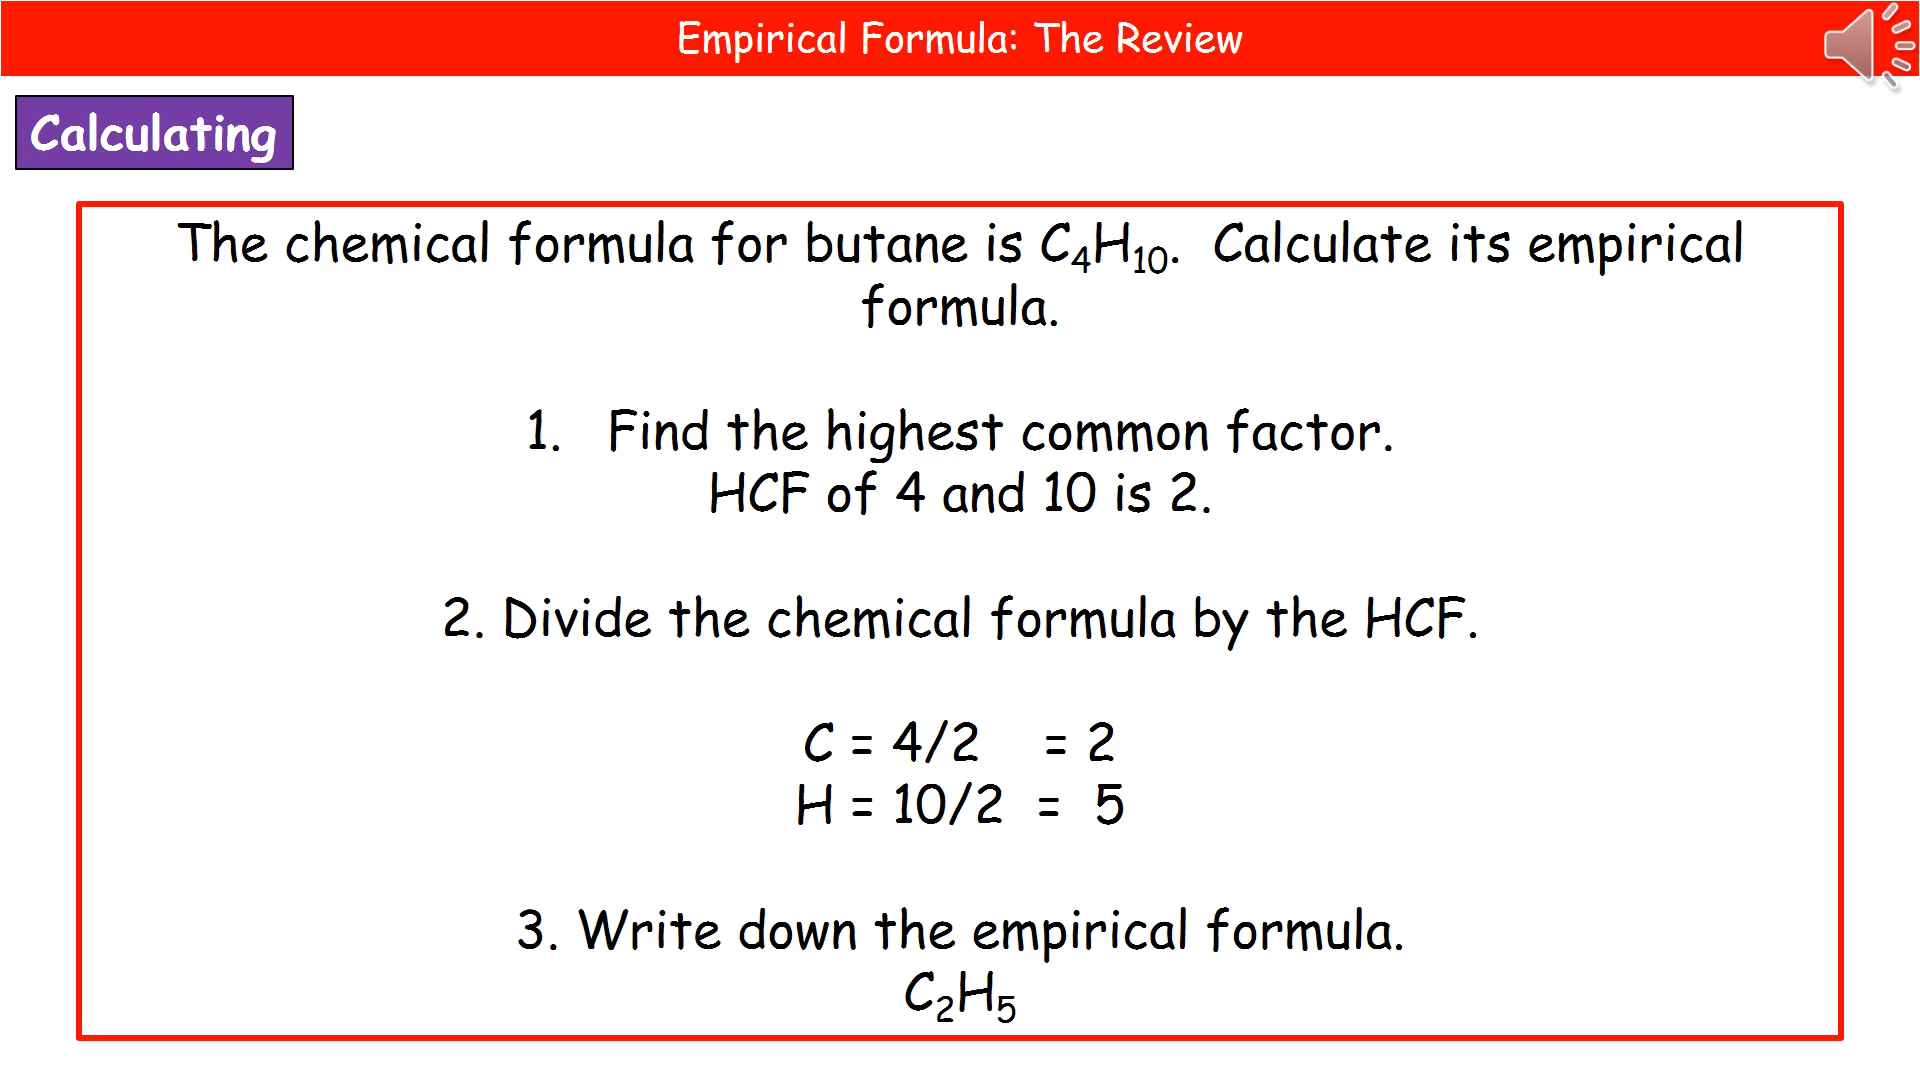 Empirical Formula: The Review
Calculating
The chemical formula for butane is C₄H₁₀.  Calculate its empirical
formula.
1.   Find the highest common factor.
HCF of 4 and 10 is 2.
2. Divide the chemical formula by the HCF.
C = 4/2    = 2
H = 10/2  =  5
3. Write down the empirical formula.
C₂H₅